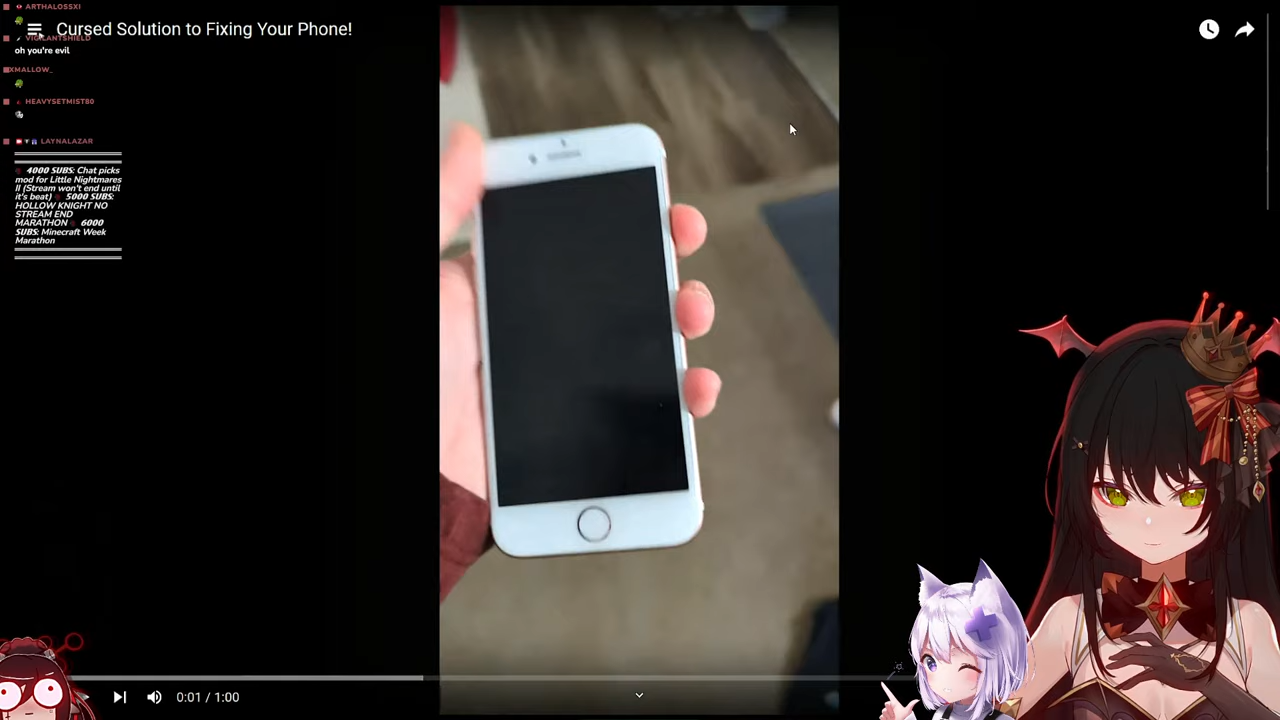 ARTHALOSSXI
Cursed Solution to Fixing Your Phone!
VIGILANTSHIELD
oh you're evil
XMALLOW_
HEAVYSETMIST80
LAYNALAZAR
4000 SUBS: Chat picks
mod for Little Nightmares
II (Stream won't end until
it's beat) 5000 SUBS:
HOLLOW KNIGHT NO
STREAM END
MARATHON 6000
SUBS: Minecraft Week
Marathon
0:01 / 1:00